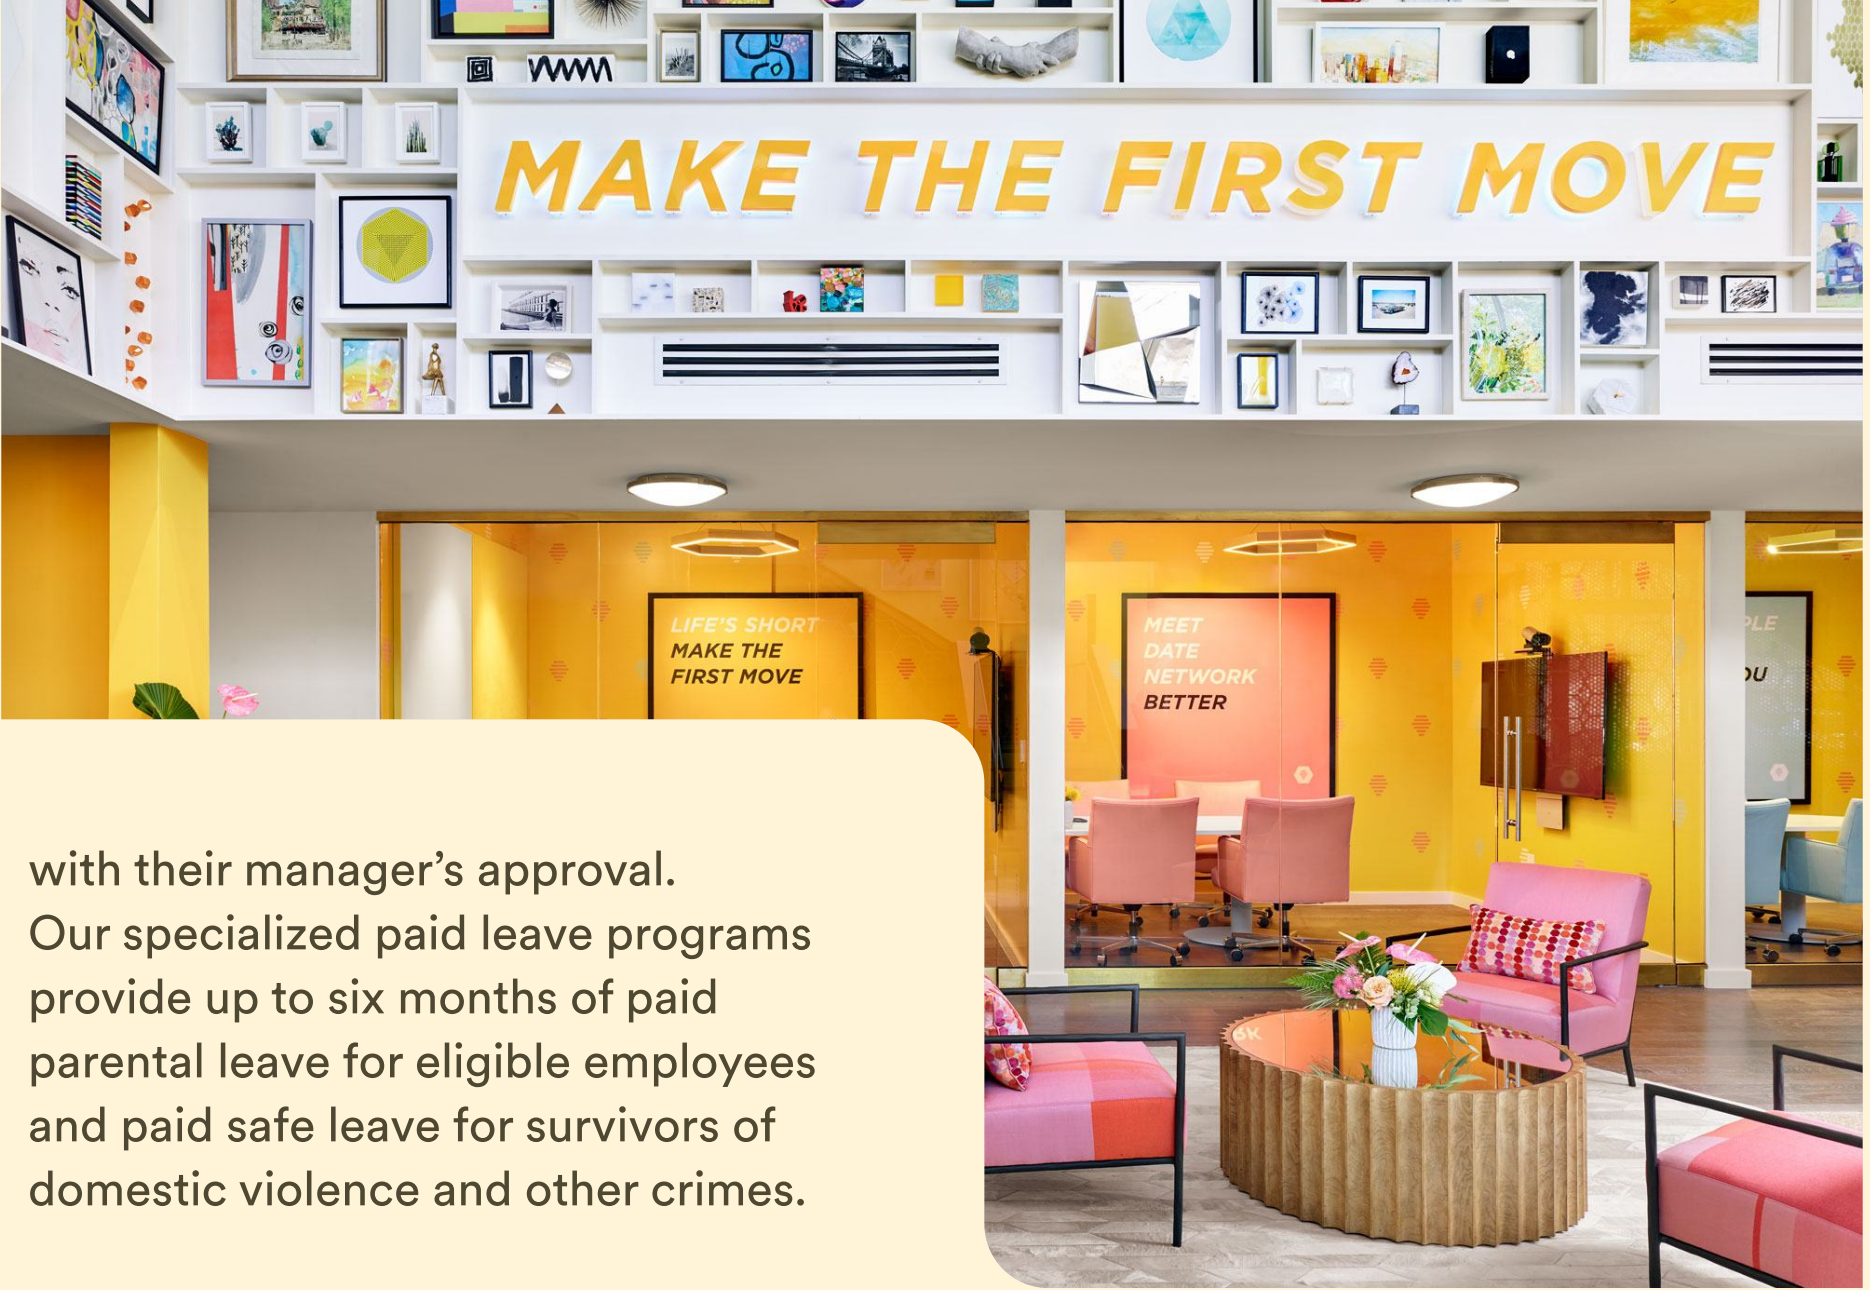 MAKE THE FIRST MOVE
LIFE'S SHORT
MAKE THE
FIRST MOVE
MEET
DATE
NETWORK
BETTER
with their manager’s approval.
Our specialized paid leave programs
provide up to six months of paid
parental leave for eligible employees
and paid safe leave for survivors of
domestic violence and other crimes.